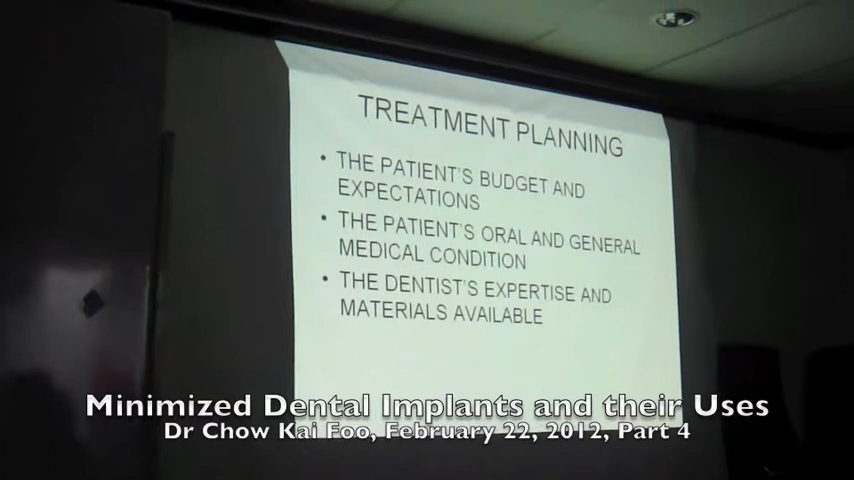 TREATMENT PLANNING
• THE PATIENT'S BUDGET AND
EXPECTATIONS
• THE PATIENT'S ORAL AND GENERAL
MEDICAL CONDITION
• THE DENTIST'S EXPERTISE AND
MATERIALS AVAILABLE
Minimized Dental Implants and their Uses
Dr Chow Kai Foo, February 22, 2012, Part 4